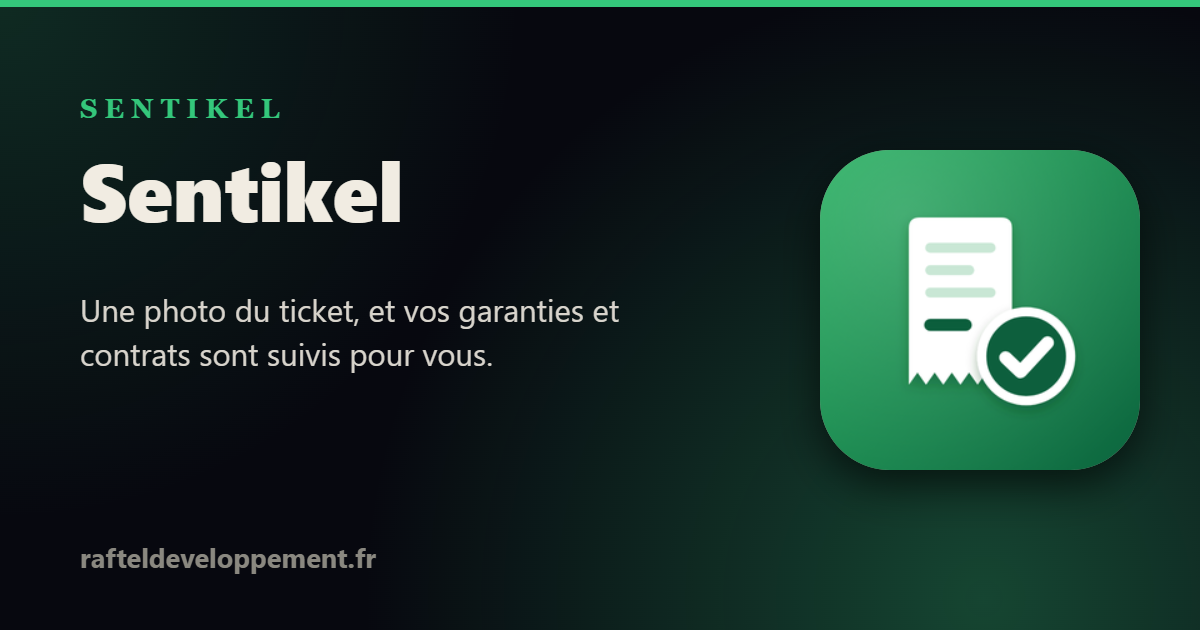 SENTIKEL
Sentikel
Une photo du ticket, et vos garanties et
contrats sont suivis pour vous.
rafteldeveloppement.fr